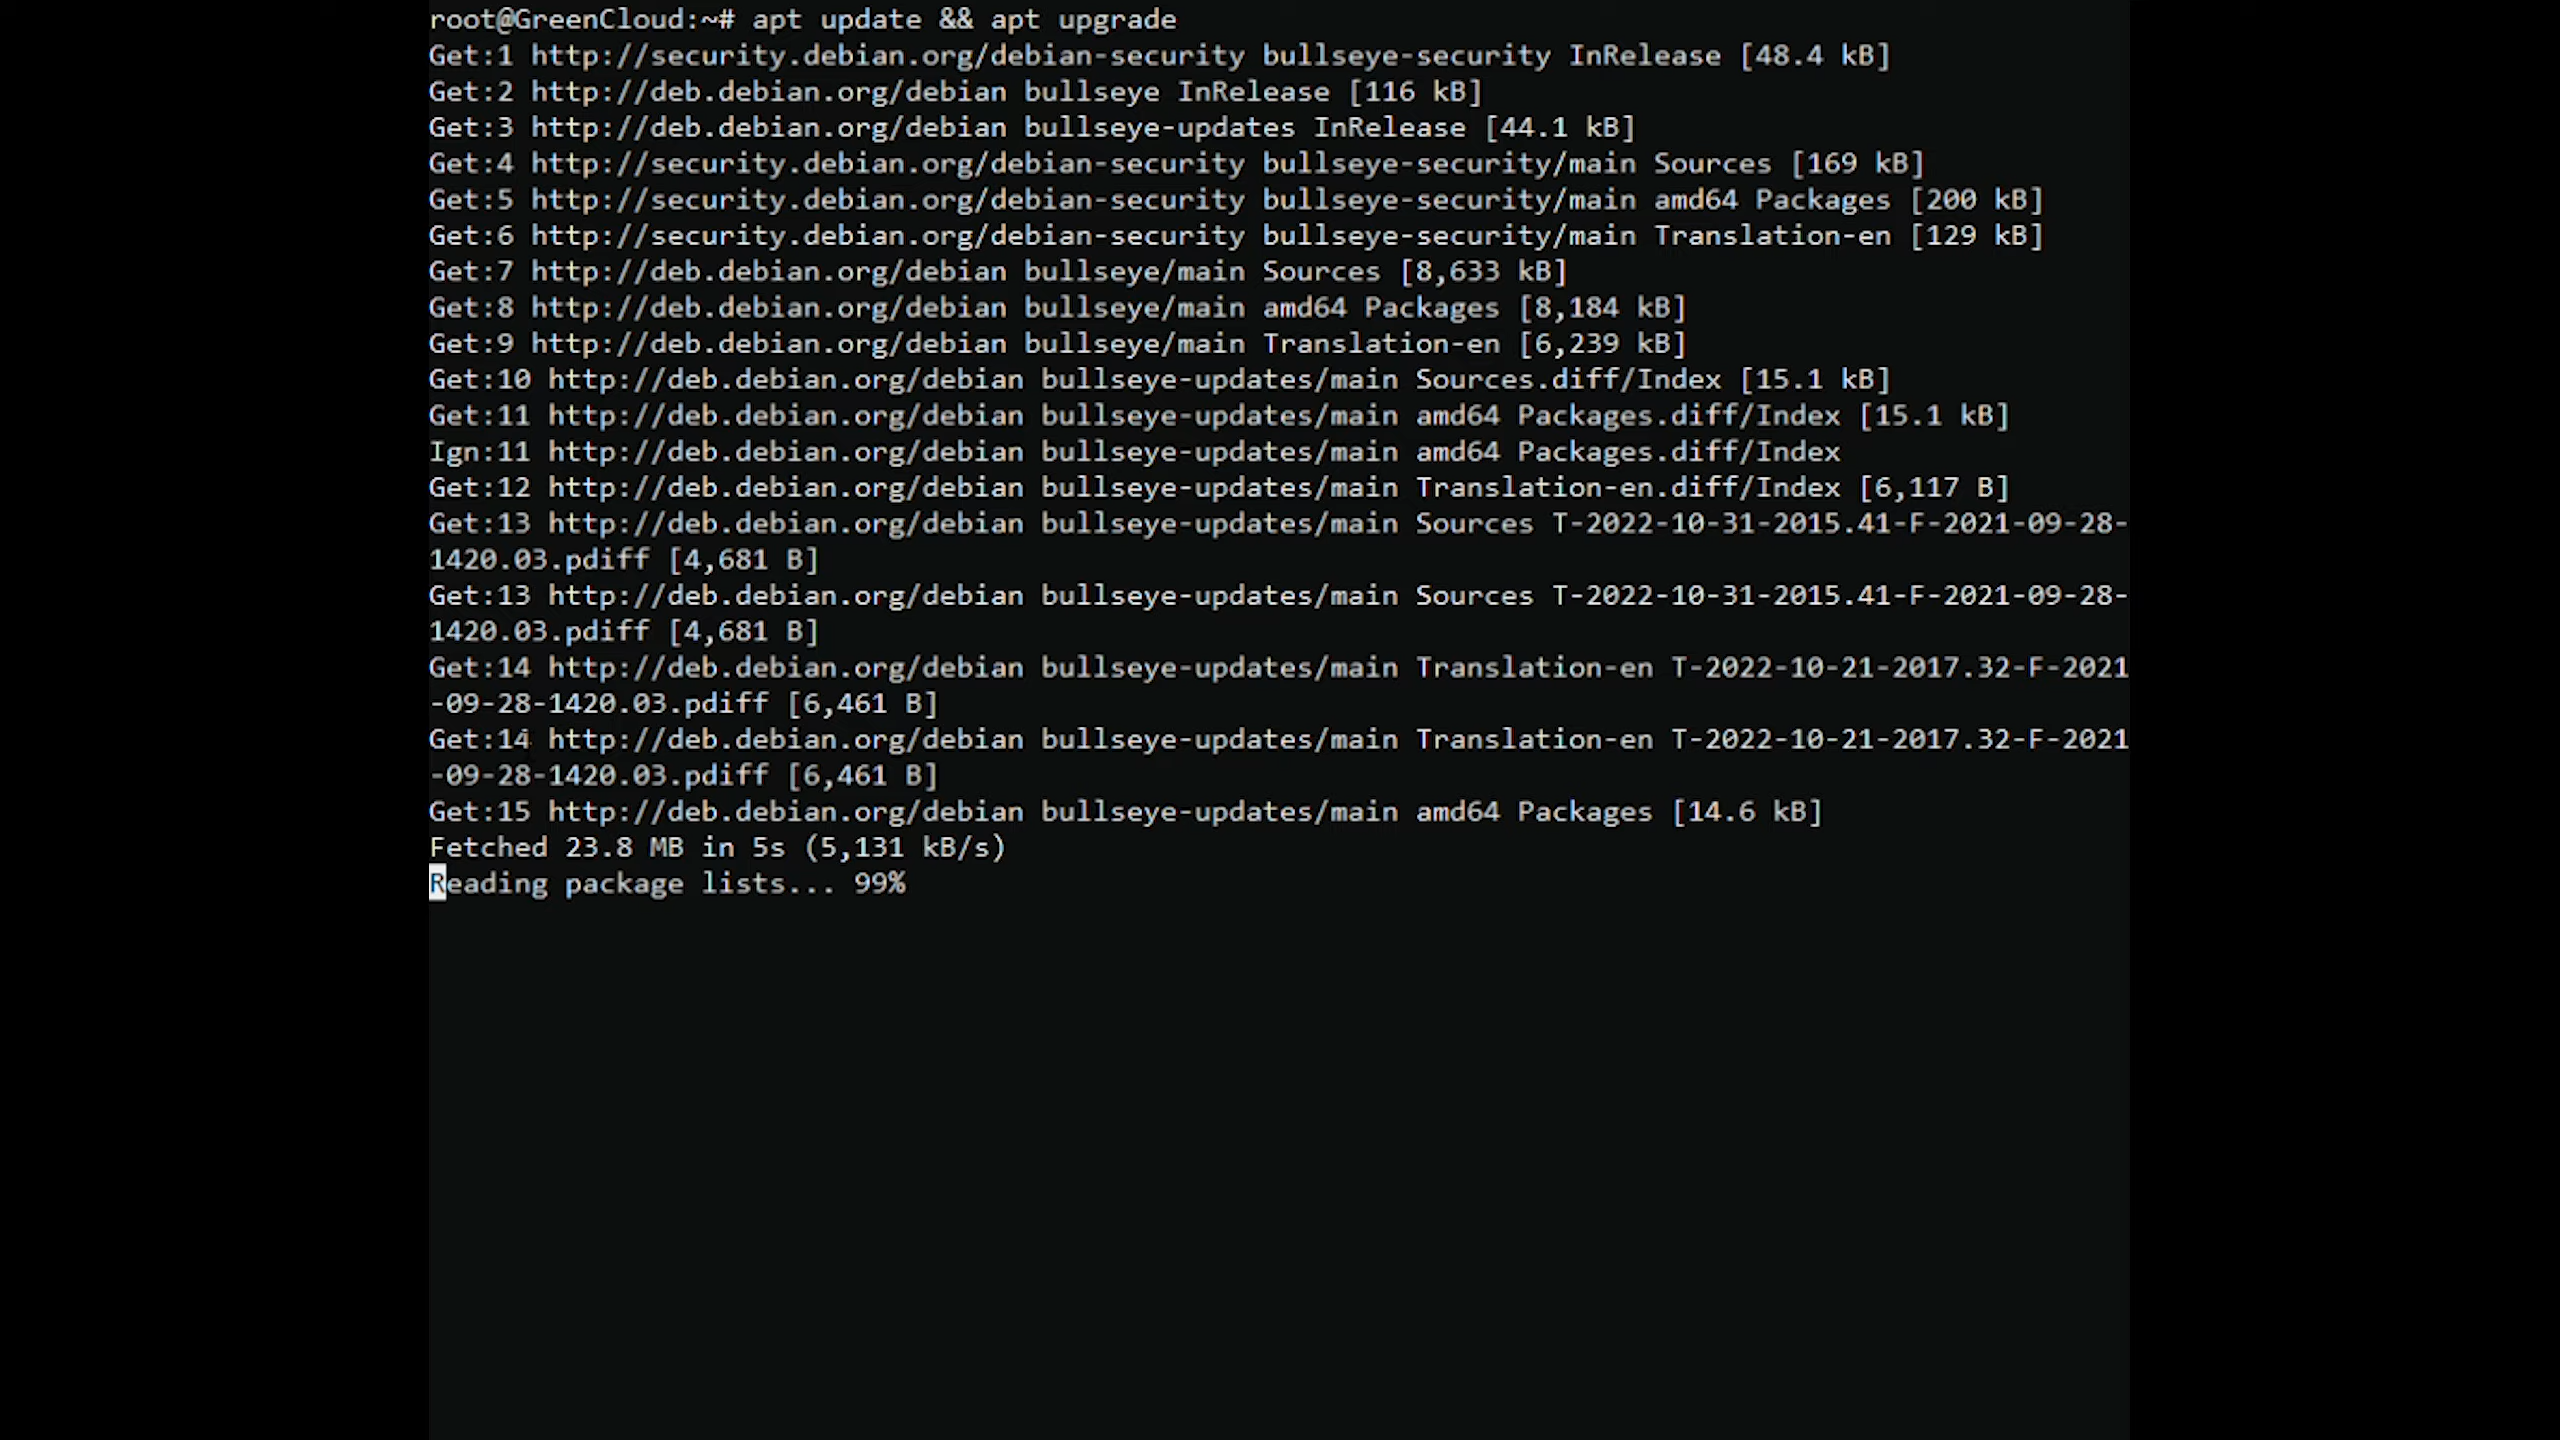 root@GreenCloud:~# apt update && apt upgrade
Get:1 http://security.debian.org/debian-security bullseye-security InRelease [48.4 kB]
Get:2 http://deb.debian.org/debian bullseye InRelease [116 kB]
Get:3 http://deb.debian.org/debian bullseye-updates InRelease [44.1 kB]
Get:4 http://security.debian.org/debian-security bullseye-security/main Sources [169 kB]
Get:5 http://security.debian.org/debian-security bullseye-security/main amd64 Packages [200 kB]
Get:6 http://security.debian.org/debian-security bullseye-security/main Translation-en [129 kB]
Get:7 http://deb.debian.org/debian bullseye/main Sources [8,633 kB]
Get:8 http://deb.debian.org/debian bullseye/main amd64 Packages [8,184 kB]
Get:9 http://deb.debian.org/debian bullseye/main Translation-en [6,239 kB]
Get:10 http://deb.debian.org/debian bullseye-updates/main Sources.diff/Index [15.1 kB]
Get:11 http://deb.debian.org/debian bullseye-updates/main amd64 Packages.diff/Index [15.1 kB]
Ign:11 http://deb.debian.org/debian bullseye-updates/main amd64 Packages.diff/Index
Get:12 http://deb.debian.org/debian bullseye-updates/main Translation-en.diff/Index [6,117 B]
Get:13 http://deb.debian.org/debian bullseye-updates/main Sources T-2022-10-31-2015.41-F-2021-09-28-
1420.03.pdiff [4,681 B]
Get:13 http://deb.debian.org/debian bullseye-updates/main Sources T-2022-10-31-2015.41-F-2021-09-28-
1420.03.pdiff [4,681 B]
Get:14 http://deb.debian.org/debian bullseye-updates/main Translation-en T-2022-10-21-2017.32-F-2021
-09-28-1420.03.pdiff [6,461 B]
Get:14 http://deb.debian.org/debian bullseye-updates/main Translation-en T-2022-10-21-2017.32-F-2021
-09-28-1420.03.pdiff [6,461 B]
Get:15 http://deb.debian.org/debian bullseye-updates/main amd64 Packages [14.6 kB]
Fetched 23.8 MB in 5s (5,131 kB/s)
Reading package lists... 99%